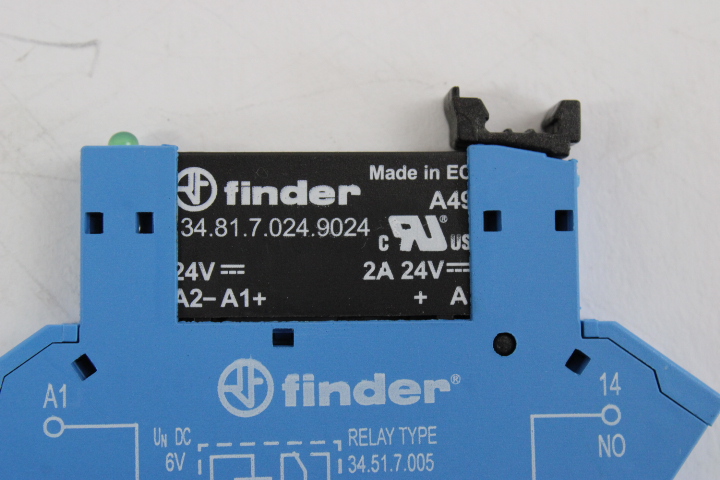 finder Made in EC
A49
34.81.7.024.9024
C US
24V 2A 24V
A2- A1+ + A
finder®
A1 14
UN DC RELAY TYPE
6V 34.51.7.005
NO